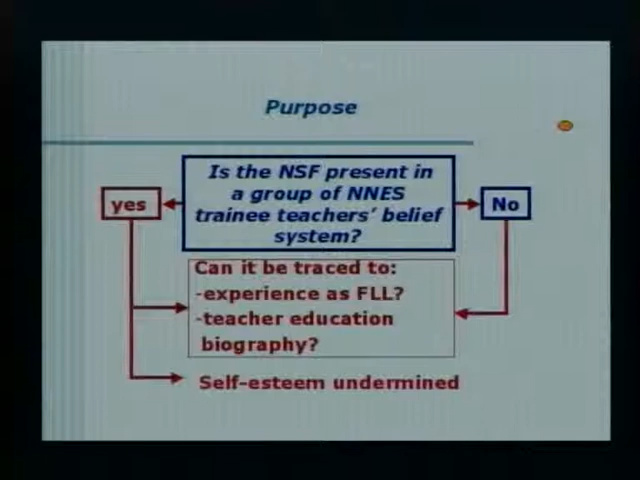 Purpose
Is the NSF present in
a group of NNES
trainee teachers' belief
system?
yes
No
Can it be traced to:
-experience as FLL?
-teacher education
biography?
Self-esteem undermined